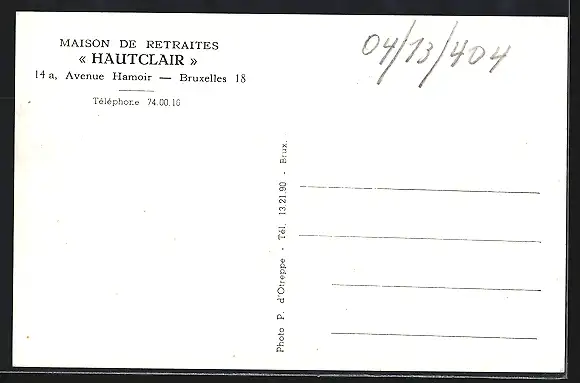 MAISON DE RETRAITES
« HAUTCLAIR »
14 a, Avenue Hamoir — Bruxelles 18
Téléphone 74.00.16
04/13/404
Photo P. d'Otreppe - Tél. 13.21.90 - Brux.